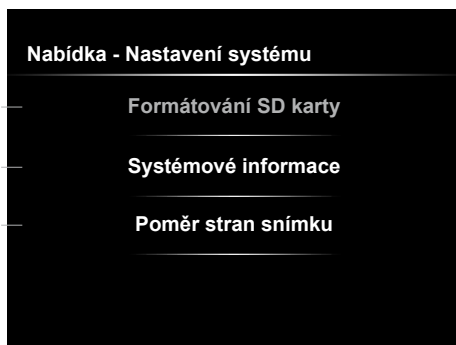 Nabídka - Nastavení systému
Formátování SD karty
Systémové informace
Poměr stran snímku